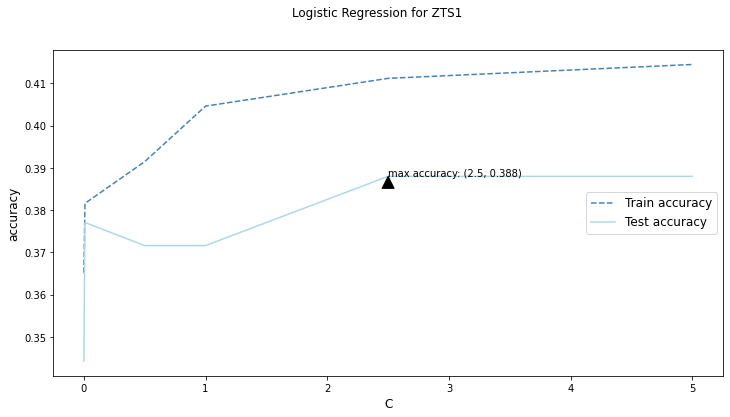 Logistic Regression for ZTS1
0.41
0.40
0.39
0.38
0.37
0.36
0.35
accuracy
max accuracy: (2.5, 0.388)
Train accuracy
Test accuracy
0 1 2 3 4 5
C